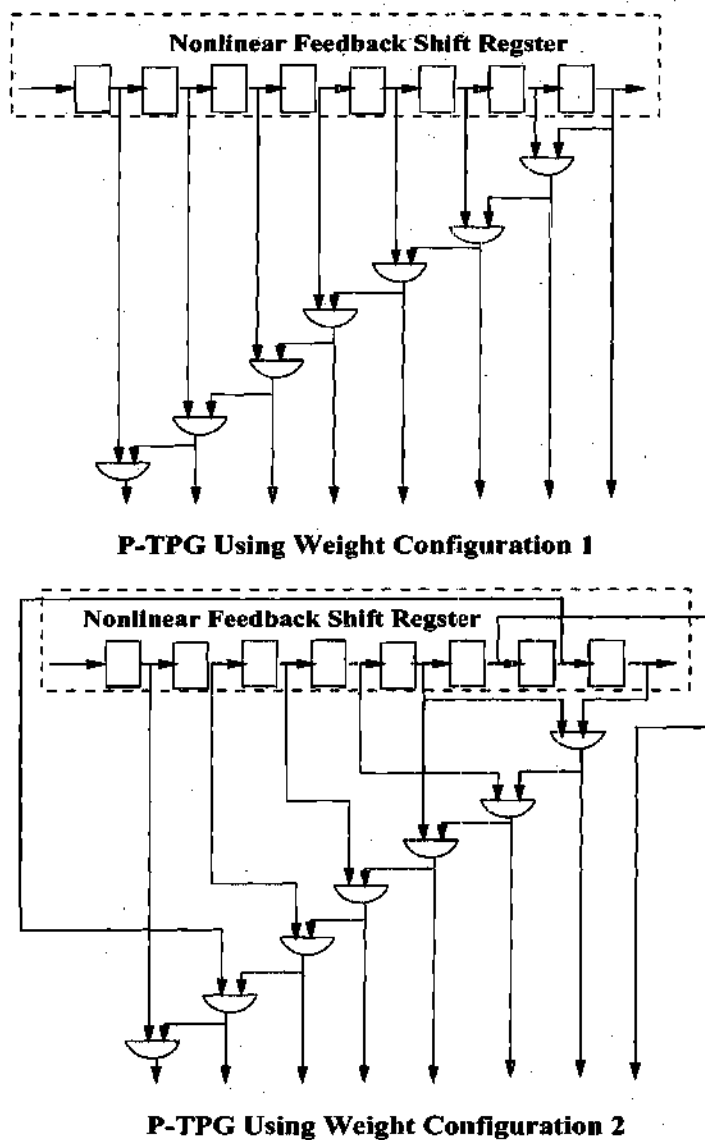 Nonlinear Feedback Shift Regster
P-TPG Using Weight Configuration 1
Nonlinear Feedback Shift Regster
P-TPG Using Weight Configuration 2